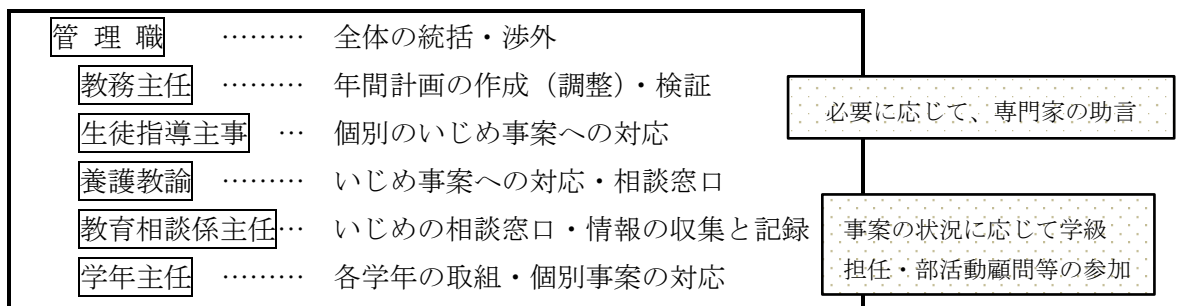 管 理 職 ……… 全体の統括・渉外
教務主任 ……… 年間計画の作成（調整）・検証
必要に応じて、専門家の助言
生徒指導主事 … 個別のいじめ事案への対応
養護教諭 ……… いじめ事案への対応・相談窓口
教育相談係主任… いじめの相談窓口・情報の収集と記録
学年主任 ……… 各学年の取組・個別事案の対応
事案の状況に応じて学級
担任・部活動顧問等の参加